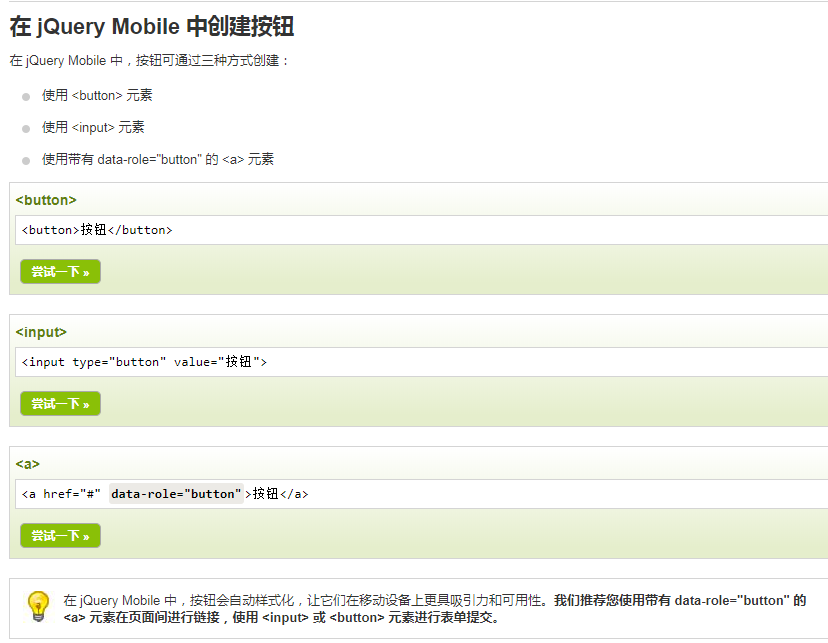 在 jQuery Mobile 中创建按钮
在 jQuery Mobile 中，按钮可通过三种方式创建：
使用 <button> 元素
使用 <input> 元素
使用带有 data-role="button" 的 <a> 元素
<button>
<button>按钮</button>
尝试一下 »
<input>
<input type="button" value="按钮">
尝试一下 »
<a>
<a href="#" data-role="button">按钮</a>
尝试一下 »
在 jQuery Mobile 中，按钮会自动样式化，让它们在移动设备上更具吸引力和可用性。我们推荐您使用带有 data-role="button" 的
<a> 元素在页面间进行链接，使用 <input> 或 <button> 元素进行表单提交。